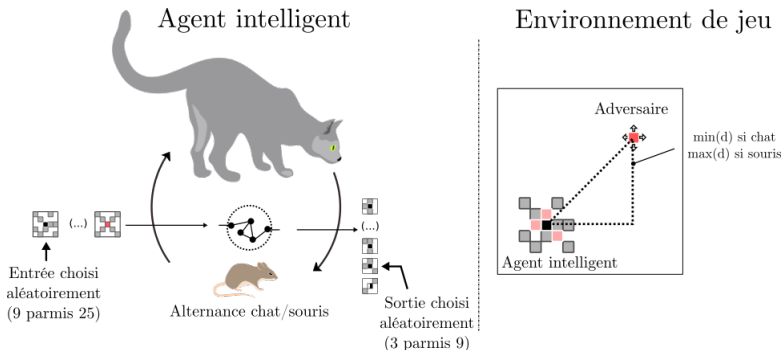 Agent intelligent
Environnement de jeu
Adversaire
min(d) si chat
max(d) si souris
(...)
(...)
Agent intelligent
Entrée choisi
aléatoirement
(9 parmis 25)
Alternance chat/souris
Sortie choisi
aléatoirement
(3 parmis 9)